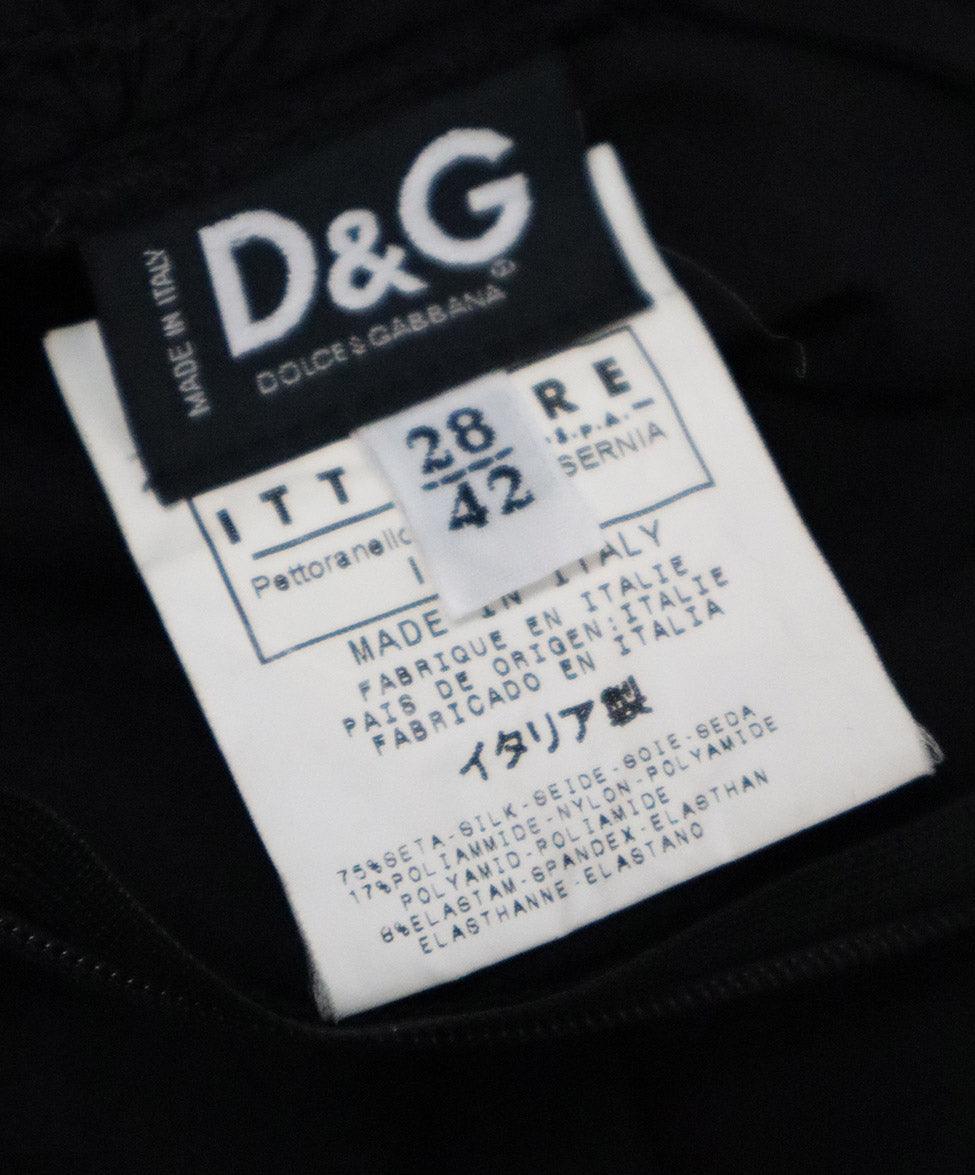 MADE IN ITALY
D&G
DOLCE & GABBANA
28
42
ITT RE
s.p.a.
Pettoranello SERNIA
I
MADE IN ITALY
FABRIQUE EN ITALIE
PAIS DE ORIGEN:ITALIE
FABRICADO EN ITALIA
イタリア製
75%SETA-SILK-SEIDE-SOIE-SEDA
17%POLIAMMIDE-NYLON-POLYAMIDE
POLYAMID-POLIAMIDE
8%ELASTAM-SPANDEX-ELASTHAN
ELASTHANNE-ELASTANO